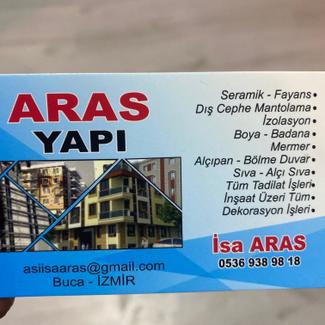 ARAS
YAPI
Seramik - Fayans•
Dış Cephe Mantolama•
İzolasyon•
Boya - Badana•
Mermer•
Alçıpan - Bölme Duvar•
Sıva - Alçı Sıva•
Tüm Tadilat İşleri•
İnşaat Üzeri Tüm•
Dekorasyon İşleri•
asiisaaras@gmail.com
Buca - İZMİR
İsa ARAS
0536 938 98 18